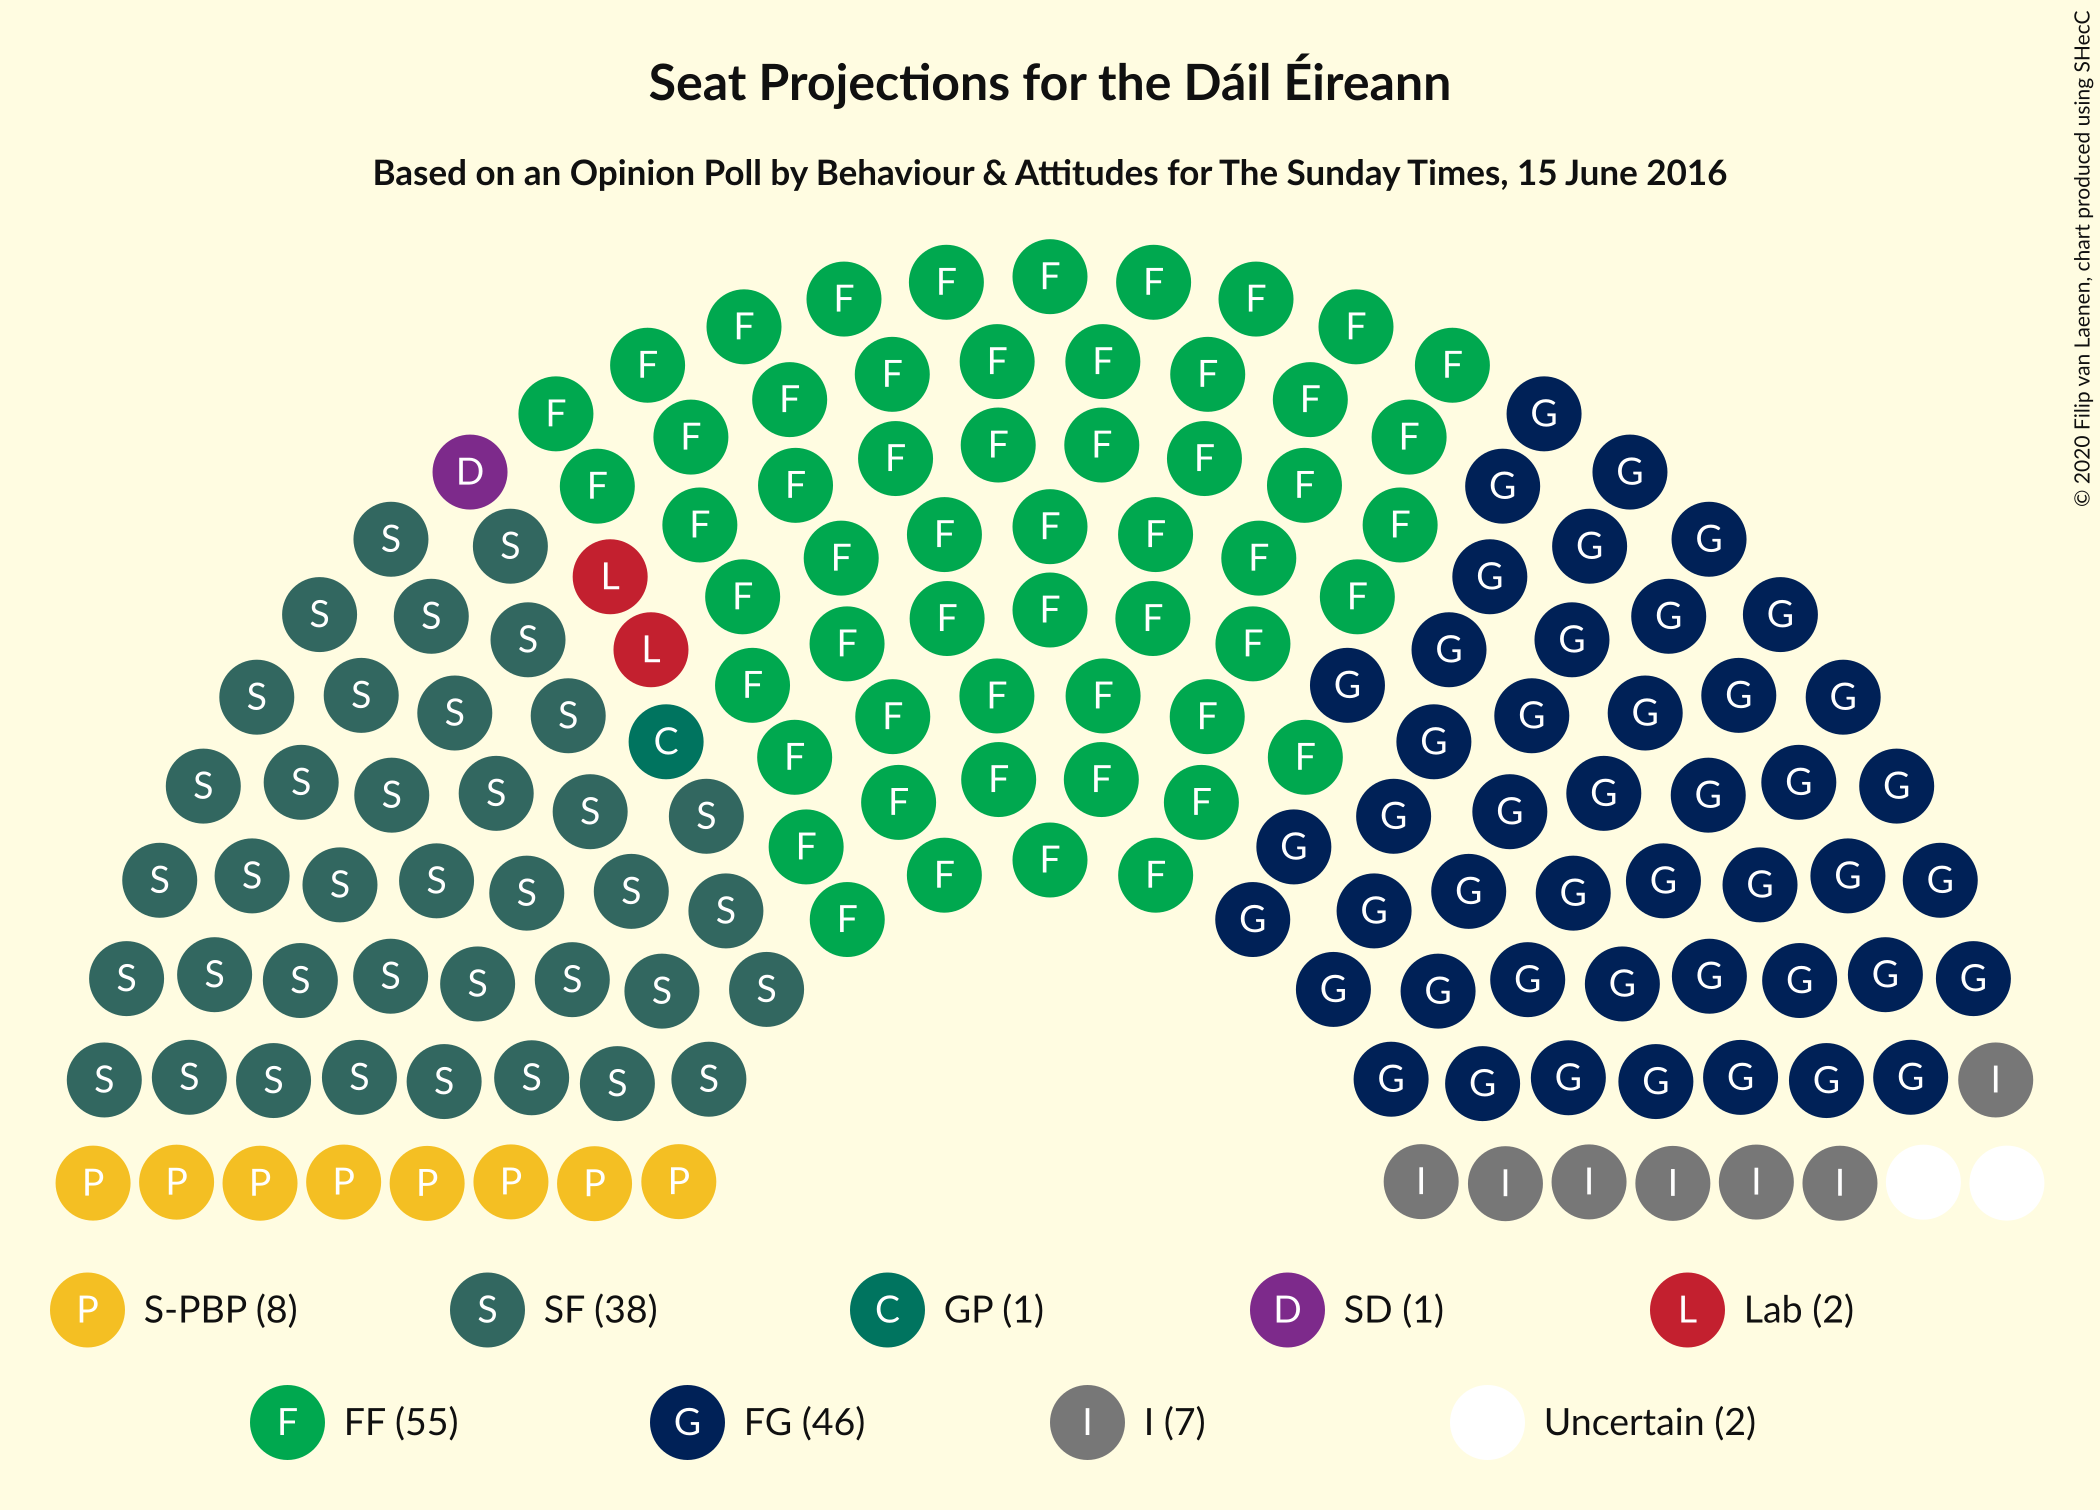 Seat Projections for the Dáil Éireann
Based on an Opinion Poll by Behaviour & Attitudes for The Sunday Times, 15 June 2016
© 2020 Filip van Laenen, chart produced using SHecC
F F F F F
F F F F
F F F F F F
F F F F
F G
F F F F
D F F G
F F F F G
F F G
F F F
S F F G
S F F G
L G
F F
S F F F G
S S F F G G
S F F G
L G
S S F G G
S F F F F G
S S G G
C G
S S F F G G
S S F F F F G G
S S G G
S S G G
F G
S S F F F G G
S S G G
S S G G
S G
F G
S S G G
S S G G
S S G G
S S G G
S S S S S S S S G G G G G G G I
P P P P P P P P I I I I I I
P S-PBP (8) S SF (38) C GP (1) D SD (1) L Lab (2)
F FF (55) G FG (46) I I (7) Uncertain (2)